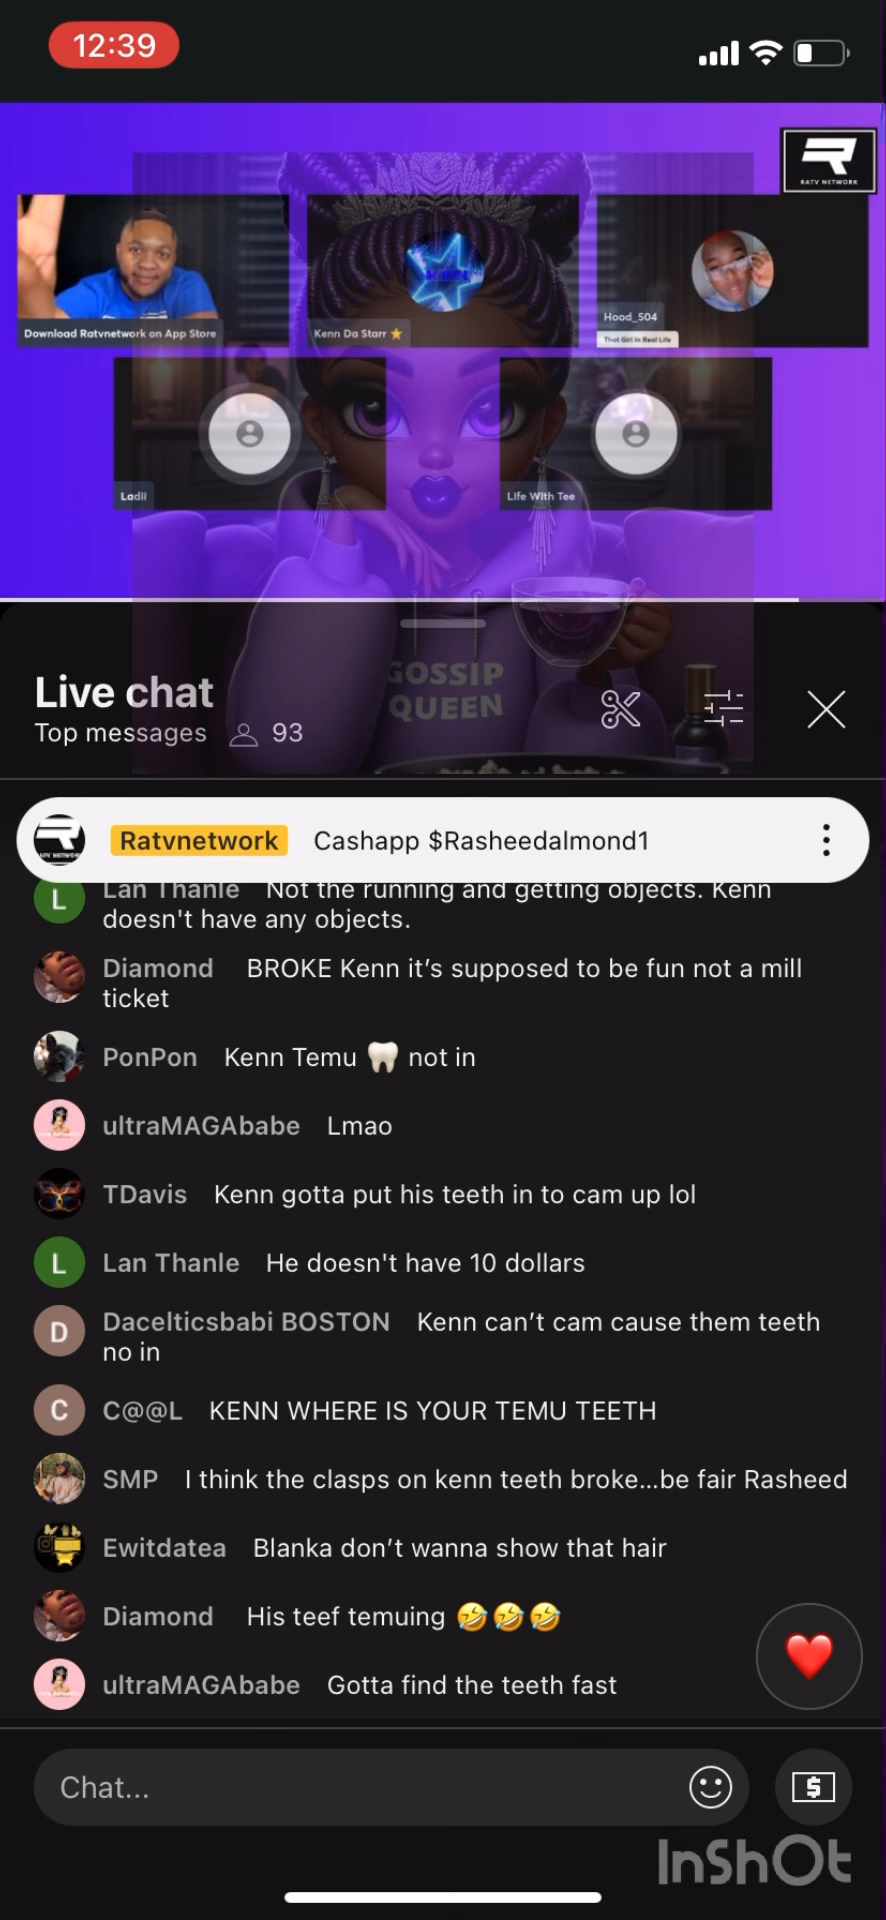 12:39
RATV NETWORK
Download Ratvnetwork on App Store
KEN
Kenn Da Starr ⭐
Hood_504
That Girl In Real Life
Ladii
Life With Tee
GOSSIP
QUEEN
Live chat
Top messages 93
Ratvnetwork Cashapp $Rasheedalmond1
Lan Thanle Not the running and getting objects. Kenn
doesn't have any objects.
Diamond BROKE Kenn it’s supposed to be fun not a mill
ticket
PonPon Kenn Temu 🦷 not in
ultraMAGAbabe Lmao
TDavis Kenn gotta put his teeth in to cam up lol
L
Lan Thanle He doesn't have 10 dollars
D
Dacelticsbabi BOSTON Kenn can’t cam cause them teeth
no in
C
C@@L KENN WHERE IS YOUR TEMU TEETH
SMP I think the clasps on kenn teeth broke...be fair Rasheed
Ewitdatea Blanka don’t wanna show that hair
Diamond His teef temuing 🤣🤣🤣
ultraMAGAbabe Gotta find the teeth fast
Chat...
InShOt